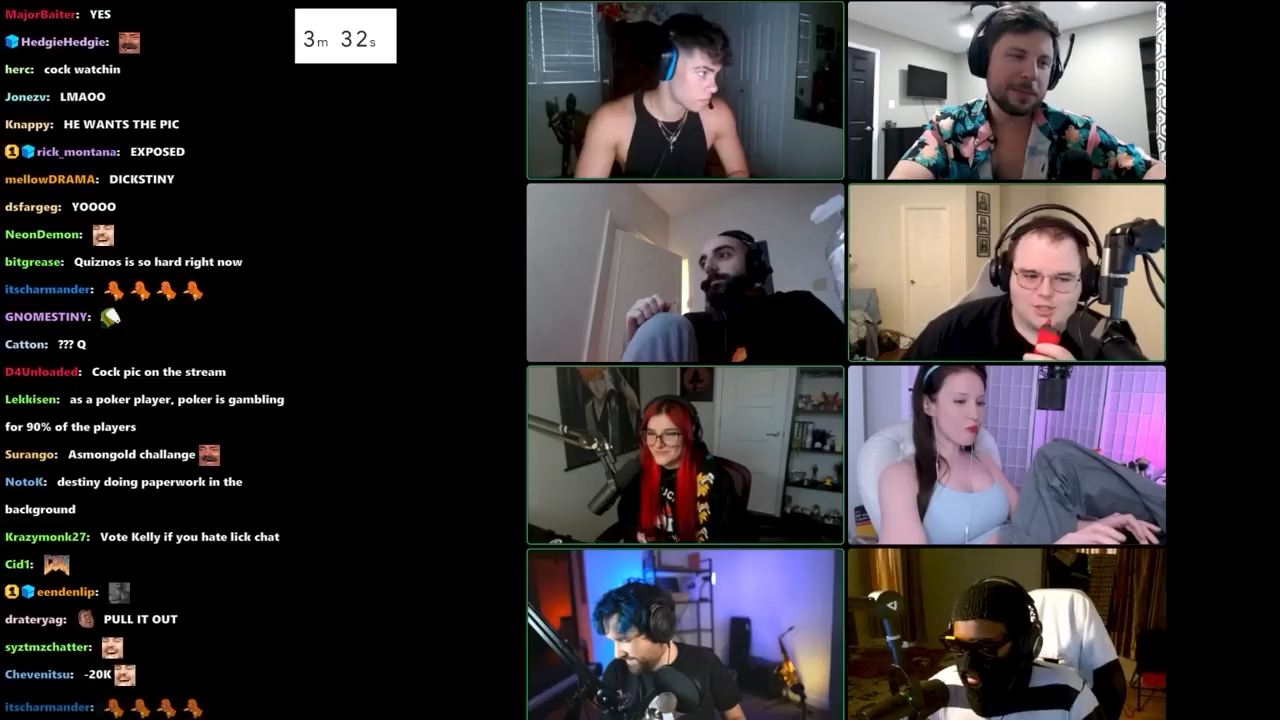 MajorBaiter: YES
3m 32s
HedgieHedgie:
herc: cock watchin
Jonezv: LMAOO
Knappy: HE WANTS THE PIC
1 rick_montana: EXPOSED
mellowDRAMA: DICKSTINY
dsfargeg: YOOOO
NeonDemon:
bitgrease: Quiznos is so hard right now
itscharmander:
GNOMESTINY:
Catton: ??? Q
D4Unloaded: Cock pic on the stream
Lekkisen: as a poker player, poker is gambling
for 90% of the players
Surango: Asmongold challange
NotoK: destiny doing paperwork in the
background
Krazymonk27: Vote Kelly if you hate lick chat
Cid1:
1 eendenlip:
drateryag: PULL IT OUT
syztmzchatter:
Chevenitsu: -20K
itscharmander: